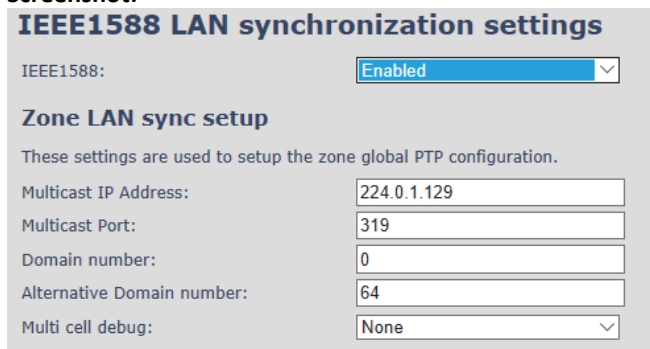 IEEE1588 LAN synchronization settings
IEEE1588: Enabled
Zone LAN sync setup
These settings are used to setup the zone global PTP configuration.
Multicast IP Address: 224.0.1.129
Multicast Port: 319
Domain number: 0
Alternative Domain number: 64
Multi cell debug: None